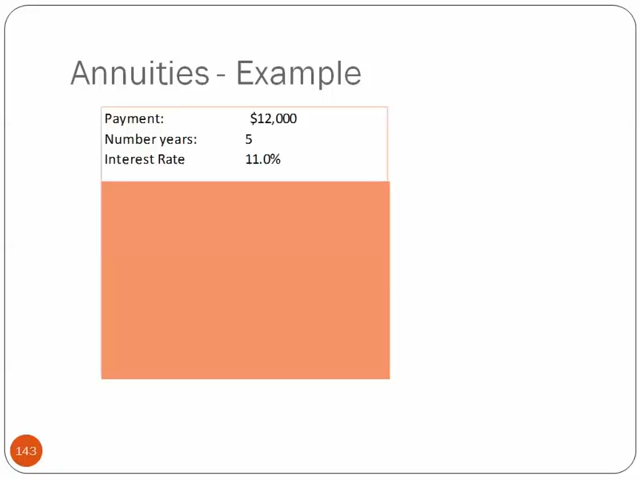 Annuities - Example
Payment: $12,000
Number years: 5
Interest Rate 11.0%
143